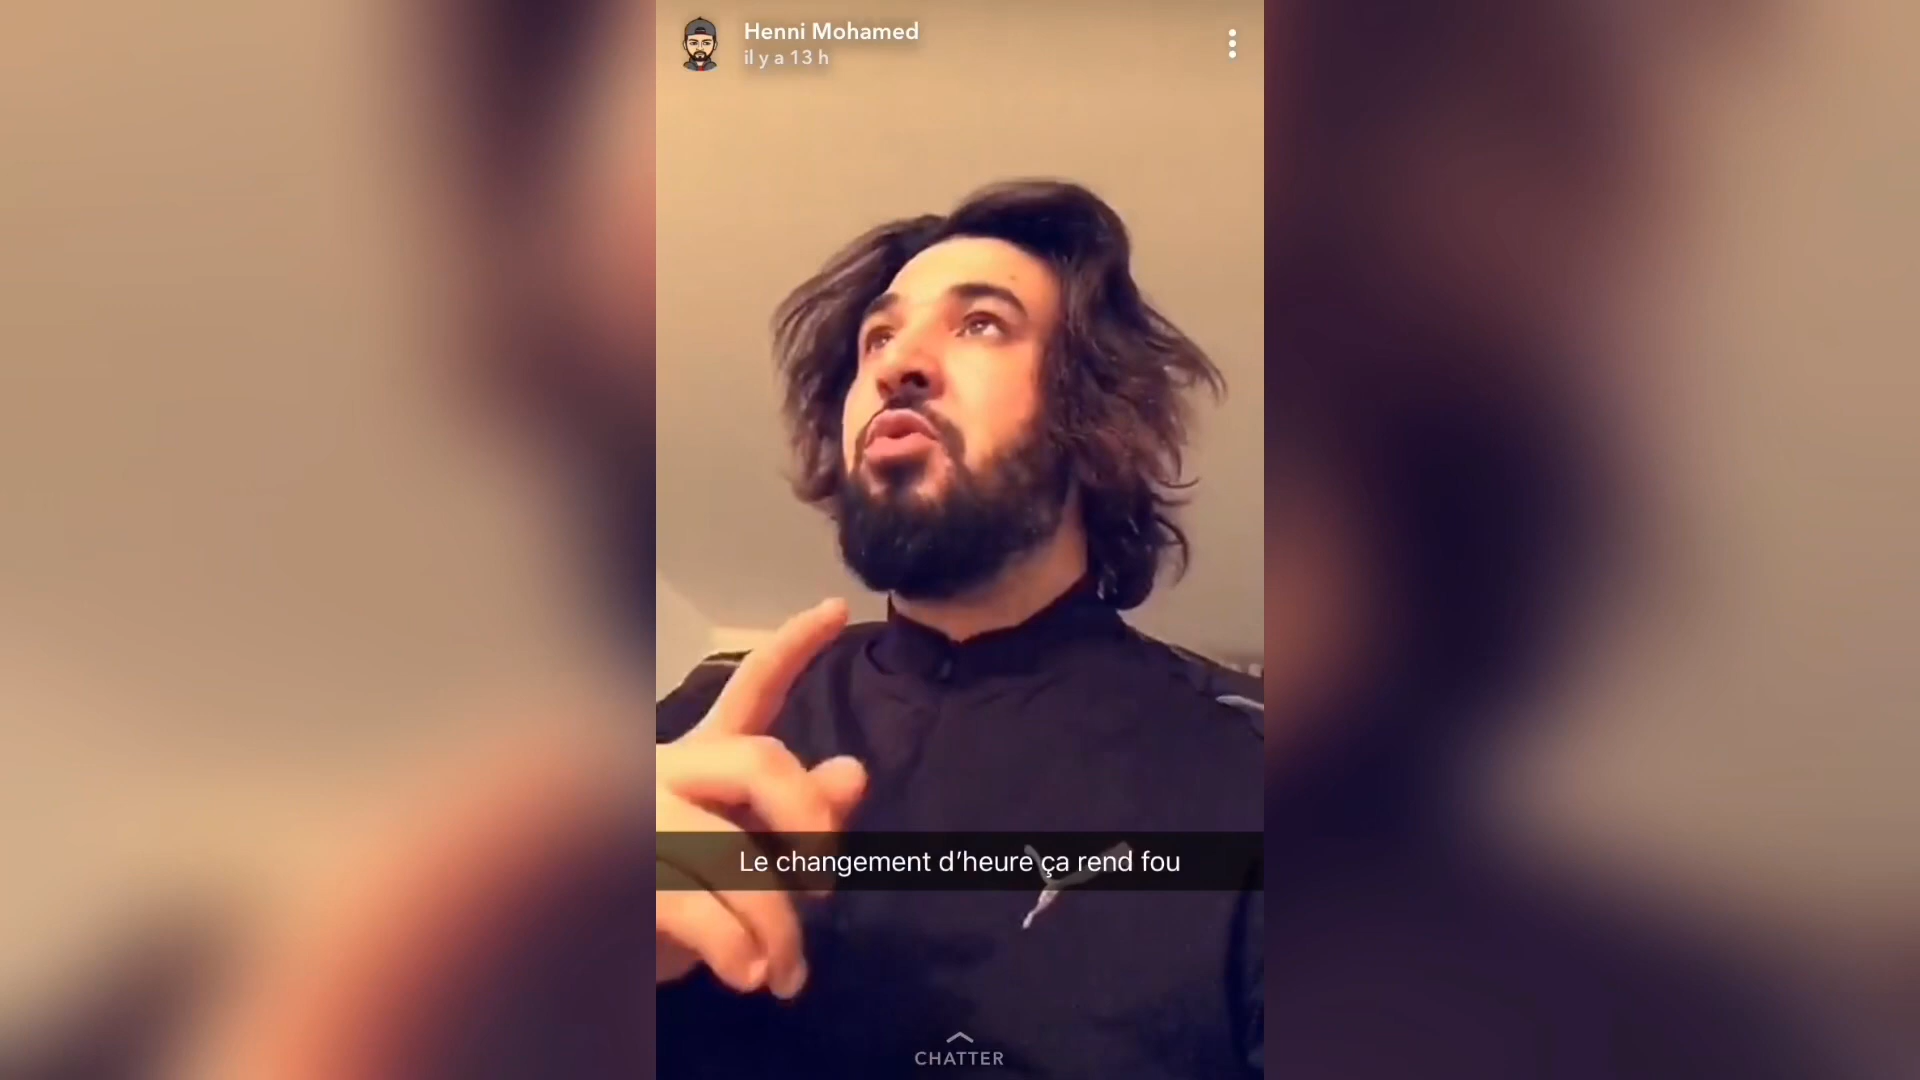 Henni Mohamed
il y a 13 h
Le changement d’heure ça rend fou
CHATTER